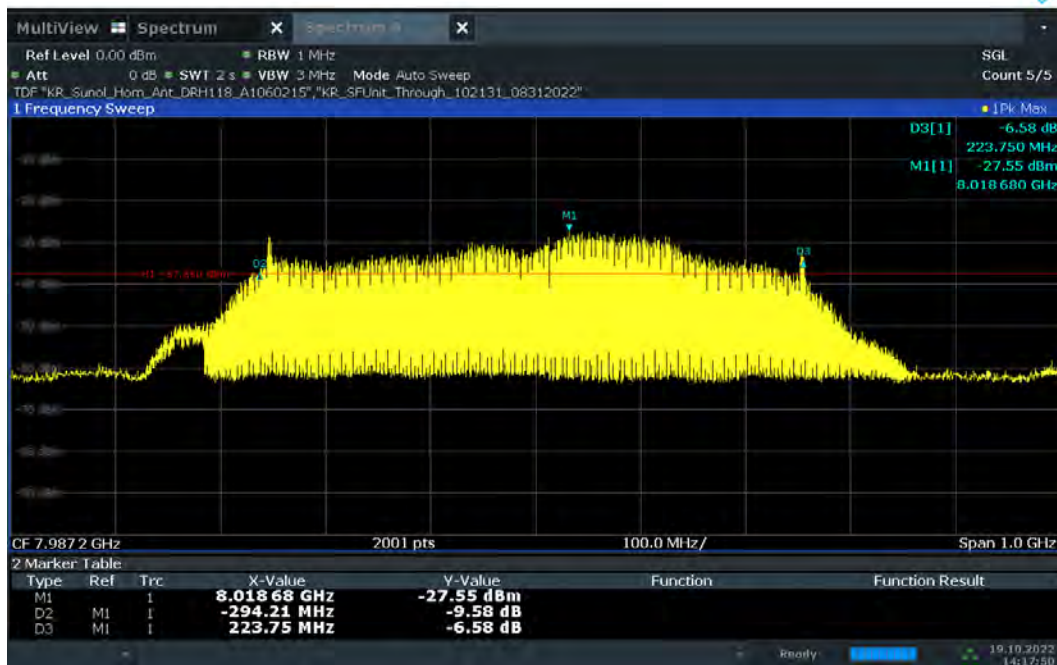 MultiView Spectrum X X
Ref Level 0.00 dBm RBW 1 MHz SGL
Att 0 dB SWT 2 s VBW 3 MHz Mode Auto Sweep Count 5/5
TDF "KR_Sunol_Horn_Ant_DRH118_A1060215","KR_SFUnit_Through_102131_08312022"
1 Frequency Sweep 1Pk Max
D3[1] -6.58 dB
223.750 MHz
M1[1] -27.55 dBm
8.018 680 GHz
M1
D2
D3
CF 7.987 2 GHz 2001 pts 100.0 MHz/ Span 1.0 GHz
2 Marker Table
Type Ref Trc X-Value Y-Value Function Function Result
M1 1 8.018 68 GHz -27.55 dBm
D2 M1 1 -294.21 MHz -9.58 dB
D3 M1 1 223.75 MHz -6.58 dB
Ready 19.10.2022
14:17:50